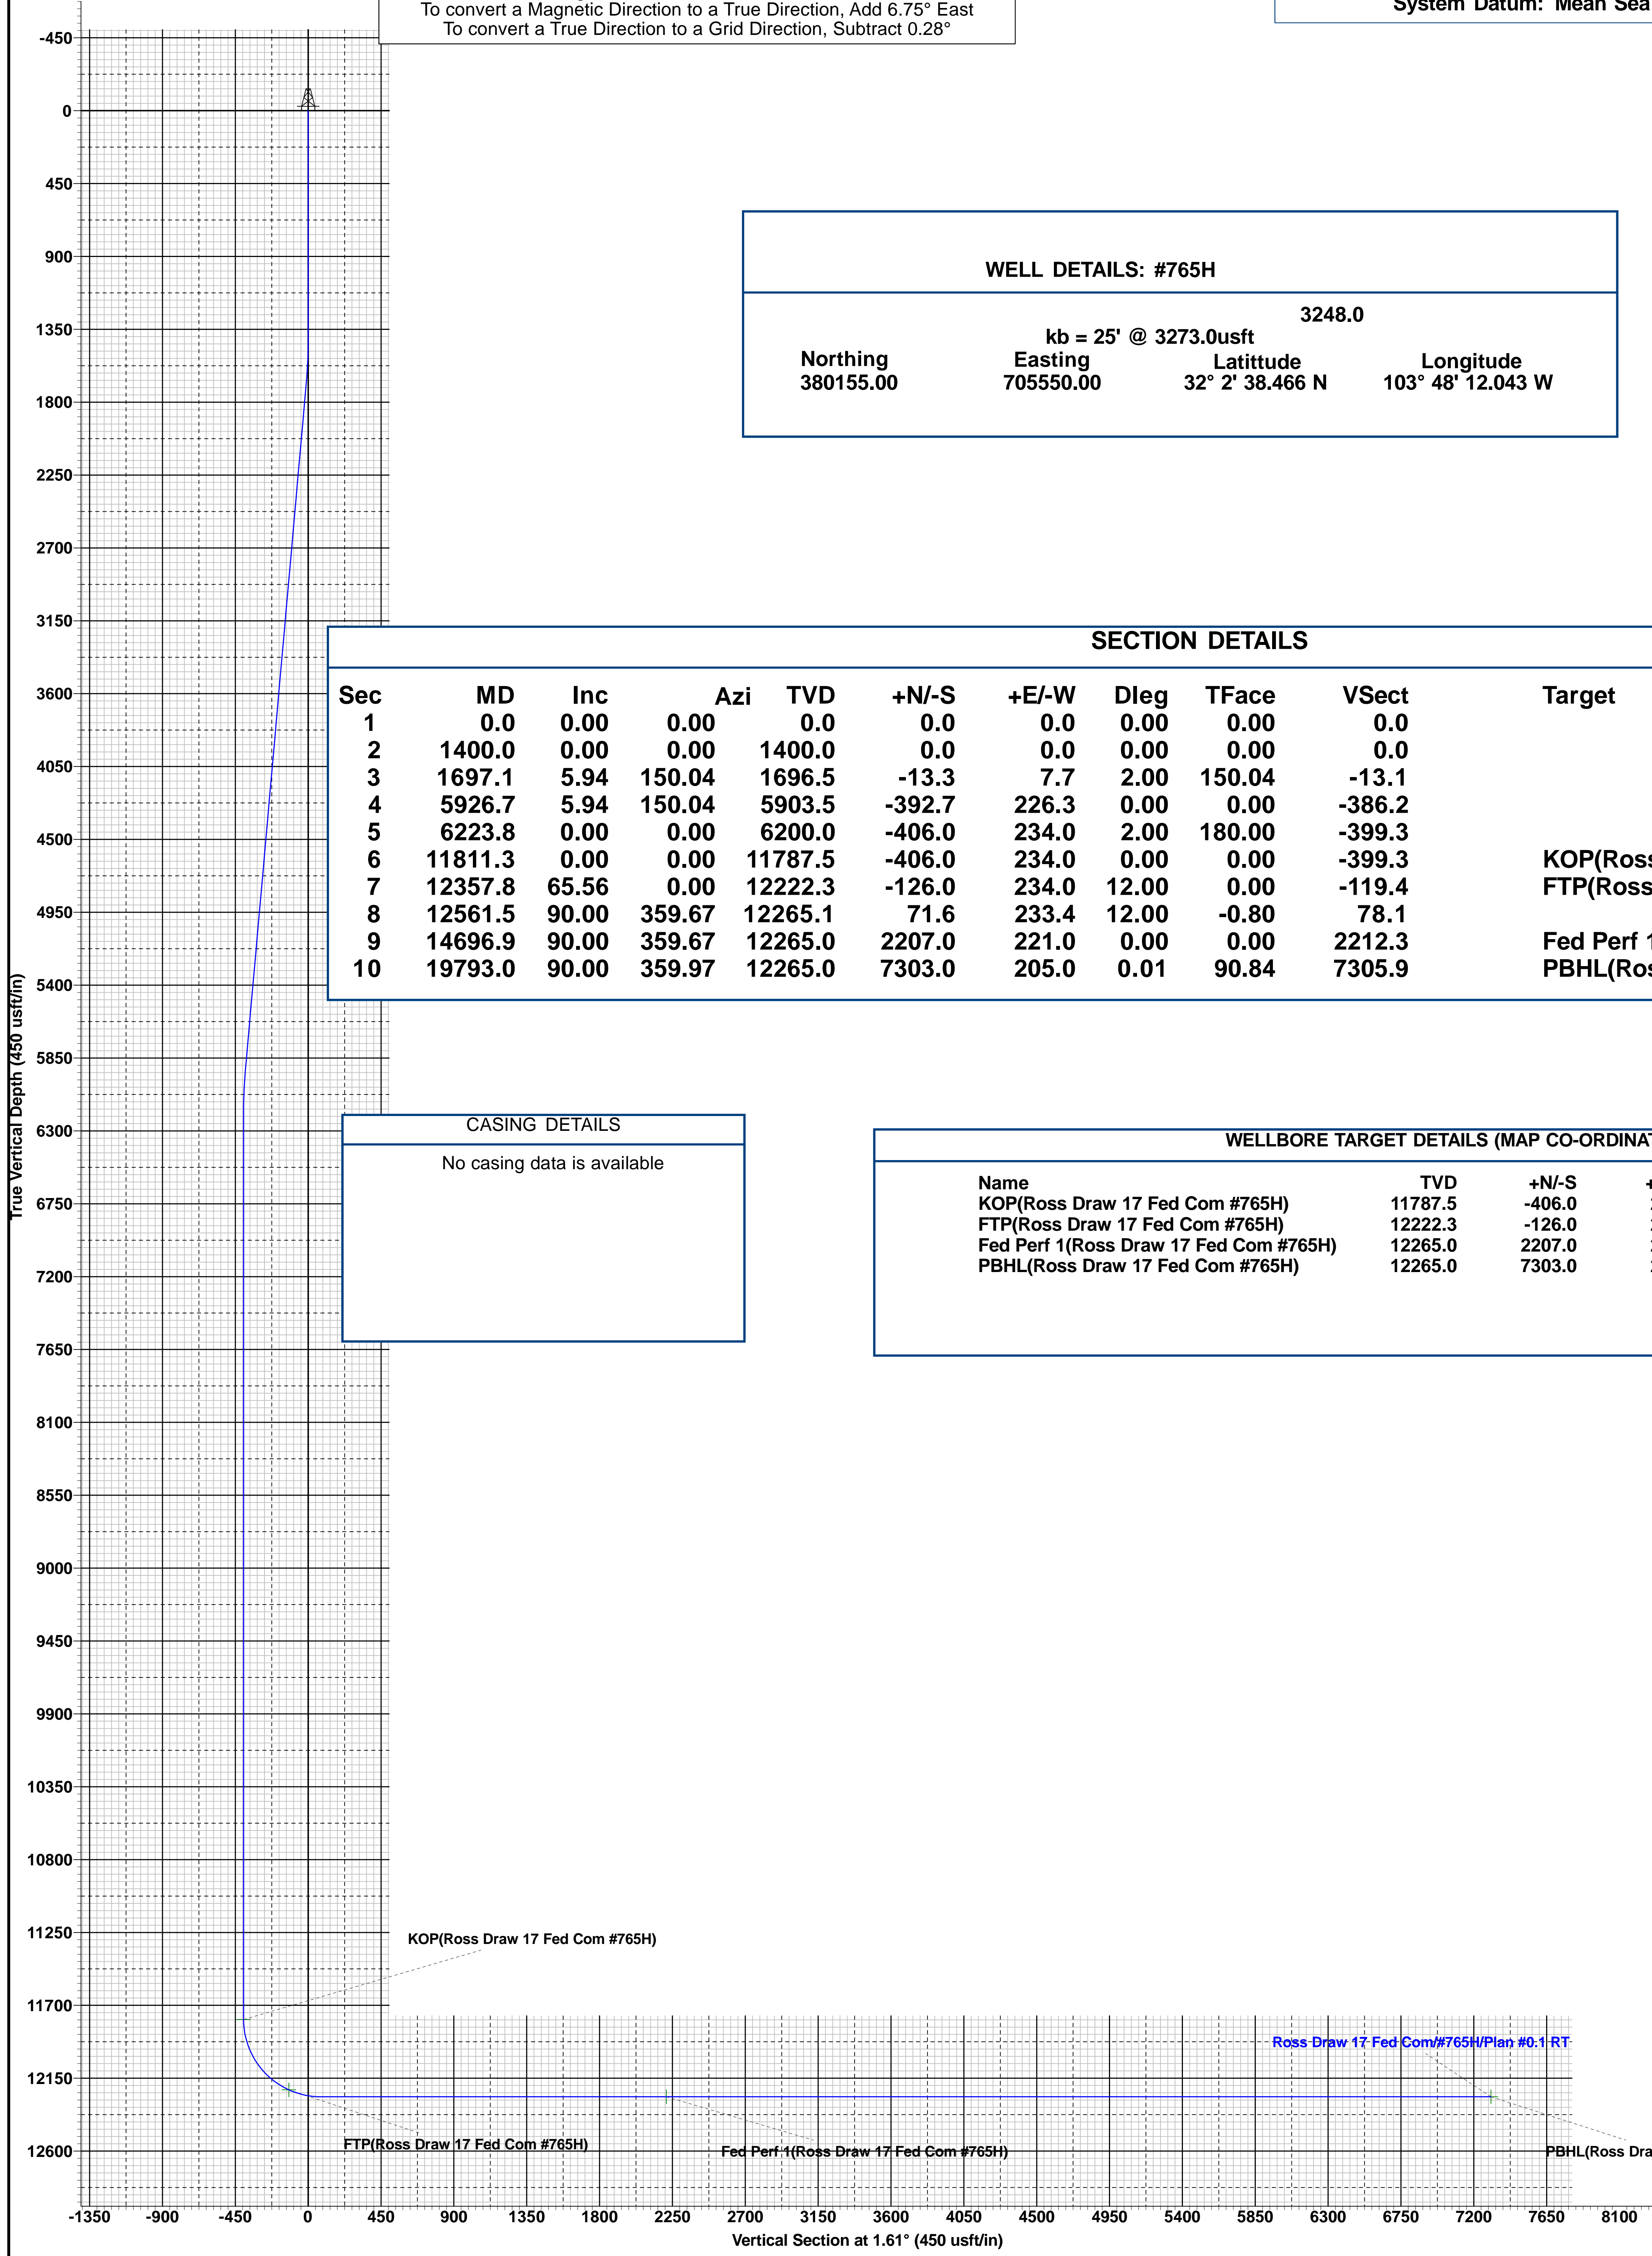 To convert a Magnetic Direction to a True Direction, Add 6.75° East
To convert a True Direction to a Grid Direction, Subtract 0.28°
System Datum: Mean Sea
WELL DETAILS: #765H
3248.0
kb = 25' @ 3273.0usft
Northing Easting Latittude Longitude
380155.00 705550.00 32° 2' 38.466 N 103° 48' 12.043 W
SECTION DETAILS
Sec MD Inc Azi TVD +N/-S +E/-W Dleg TFace VSect Target
1 0.0 0.00 0.00 0.0 0.0 0.0 0.00 0.00 0.0
2 1400.0 0.00 0.00 1400.0 0.0 0.0 0.00 0.00 0.0
3 1697.1 5.94 150.04 1696.5 -13.3 7.7 2.00 150.04 -13.1
4 5926.7 5.94 150.04 5903.5 -392.7 226.3 0.00 0.00 -386.2
5 6223.8 0.00 0.00 6200.0 -406.0 234.0 2.00 180.00 -399.3
6 11811.3 0.00 0.00 11787.5 -406.0 234.0 0.00 0.00 -399.3 KOP(Ross
7 12357.8 65.56 0.00 12222.3 -126.0 234.0 12.00 0.00 -119.4 FTP(Ross
8 12561.5 90.00 359.67 12265.1 71.6 233.4 12.00 -0.80 78.1
9 14696.9 90.00 359.67 12265.0 2207.0 221.0 0.00 0.00 2212.3 Fed Perf 1
10 19793.0 90.00 359.97 12265.0 7303.0 205.0 0.01 90.84 7305.9 PBHL(Ros
CASING DETAILS
No casing data is available
WELLBORE TARGET DETAILS (MAP CO-ORDINAT
Name TVD +N/-S +
KOP(Ross Draw 17 Fed Com #765H) 11787.5 -406.0
FTP(Ross Draw 17 Fed Com #765H) 12222.3 -126.0
Fed Perf 1(Ross Draw 17 Fed Com #765H) 12265.0 2207.0
PBHL(Ross Draw 17 Fed Com #765H) 12265.0 7303.0
True Vertical Depth (450 usft/in)
-450
0
450
900
1350
1800
2250
2700
3150
3600
4050
4500
4950
5400
5850
6300
6750
7200
7650
8100
8550
9000
9450
9900
10350
10800
11250
11700
12150
12600
KOP(Ross Draw 17 Fed Com #765H)
Ross Draw 17 Fed Com/#765H/Plan #0.1 RT
FTP(Ross Draw 17 Fed Com #765H)
Fed Perf 1(Ross Draw 17 Fed Com #765H)
PBHL(Ross Dra
-1350 -900 -450 0 450 900 1350 1800 2250 2700 3150 3600 4050 4500 4950 5400 5850 6300 6750 7200 7650 8100
Vertical Section at 1.61° (450 usft/in)